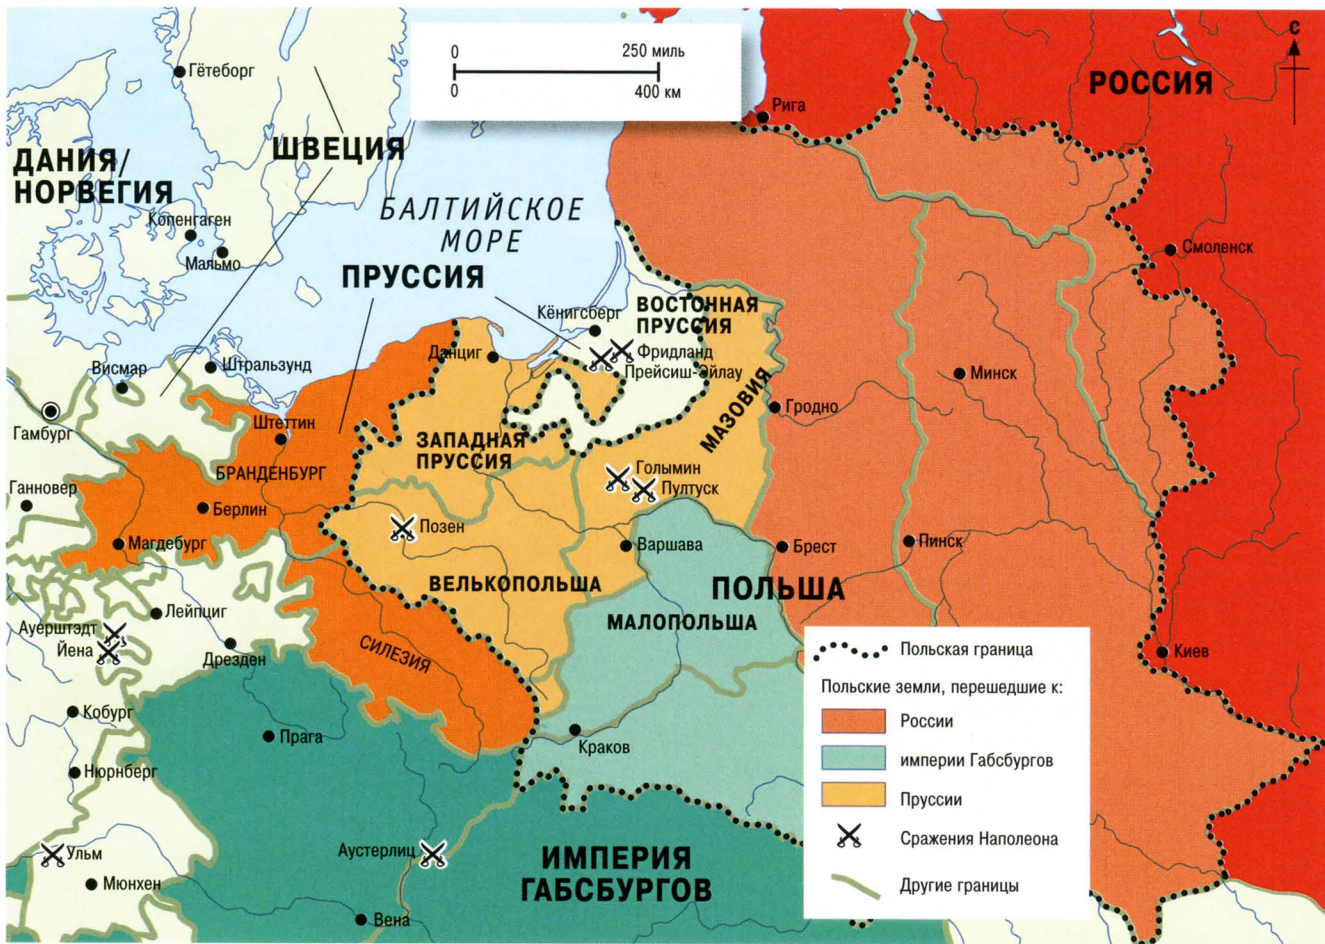 0 250 миль
0 400 км
С
РОССИЯ
Гётеборг
Рига
ДАНИЯ/
НОРВЕГИЯ
ШВЕЦИЯ
БАЛТИЙСКОЕ
МОРЕ
Копенгаген
Мальмо
Смоленск
ПРУССИЯ
Кёнигсберг
ВОСТОЧНАЯ
ПРУССИЯ
Данциг
Фридланд
Прейсиш-Эйлау
Висмар
Штральзунд
Минск
МАЗОВИЯ
Гродно
Гамбург
Штеттин
ЗАПАДНАЯ
ПРУССИЯ
БРАНДЕНБУРГ
Голымин
Пултуск
Ганновер
Берлин
Позен
Магдебург
Варшава
Брест
Пинск
ВЕЛЬКОПОЛЬША
ПОЛЬША
МАЛОПОЛЬША
Лейпциг
Ауерштэдт
Йена
Дрезден
СИЛЕЗИЯ
Киев
Кобург
Прага
Краков
Нюрнберг
Ульм
Аустерлиц
ИМПЕРИЯ
ГАБСБУРГОВ
Мюнхен
Вена
Польская граница
Польские земли, перешедшие к:
России
империи Габсбургов
Пруссии
Сражения Наполеона
Другие границы